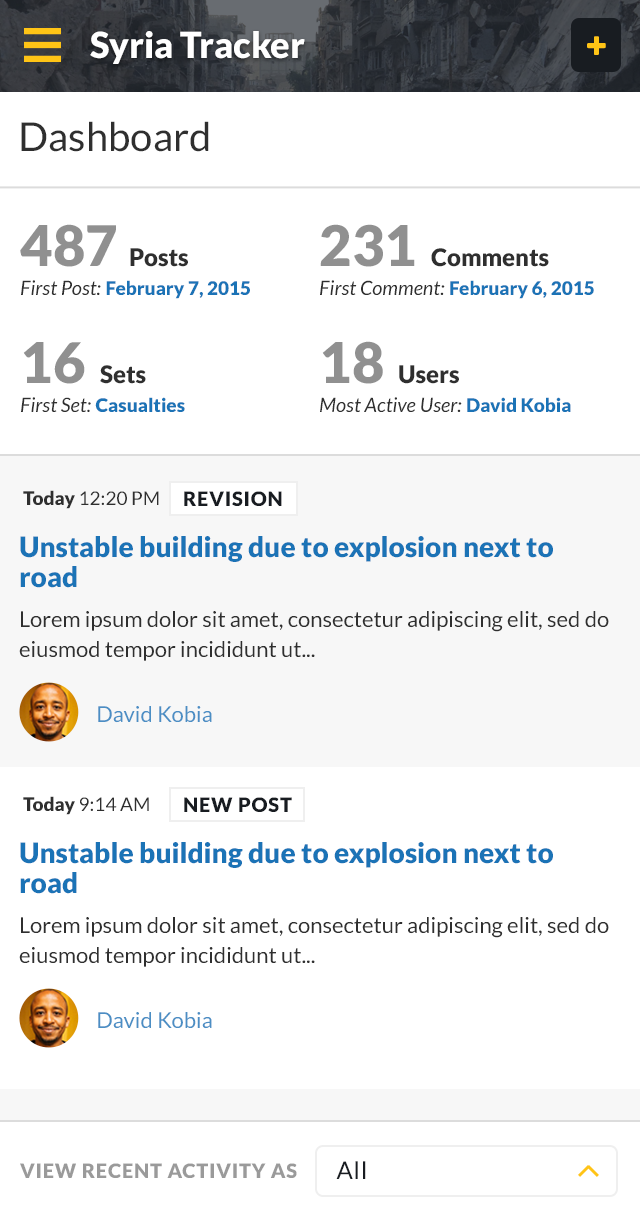 Syria Tracker
Dashboard
487 Posts
First Post: February 7, 2015
231 Comments
First Comment: February 6, 2015
16 Sets
First Set: Casualties
18 Users
Most Active User: David Kobia
Today 12:20 PM REVISION
Unstable building due to explosion next to
road
Lorem ipsum dolor sit amet, consectetur adipiscing elit, sed do
eiusmod tempor incididunt ut...
David Kobia
Today 9:14 AM NEW POST
Unstable building due to explosion next to
road
Lorem ipsum dolor sit amet, consectetur adipiscing elit, sed do
eiusmod tempor incididunt ut...
David Kobia
VIEW RECENT ACTIVITY AS All